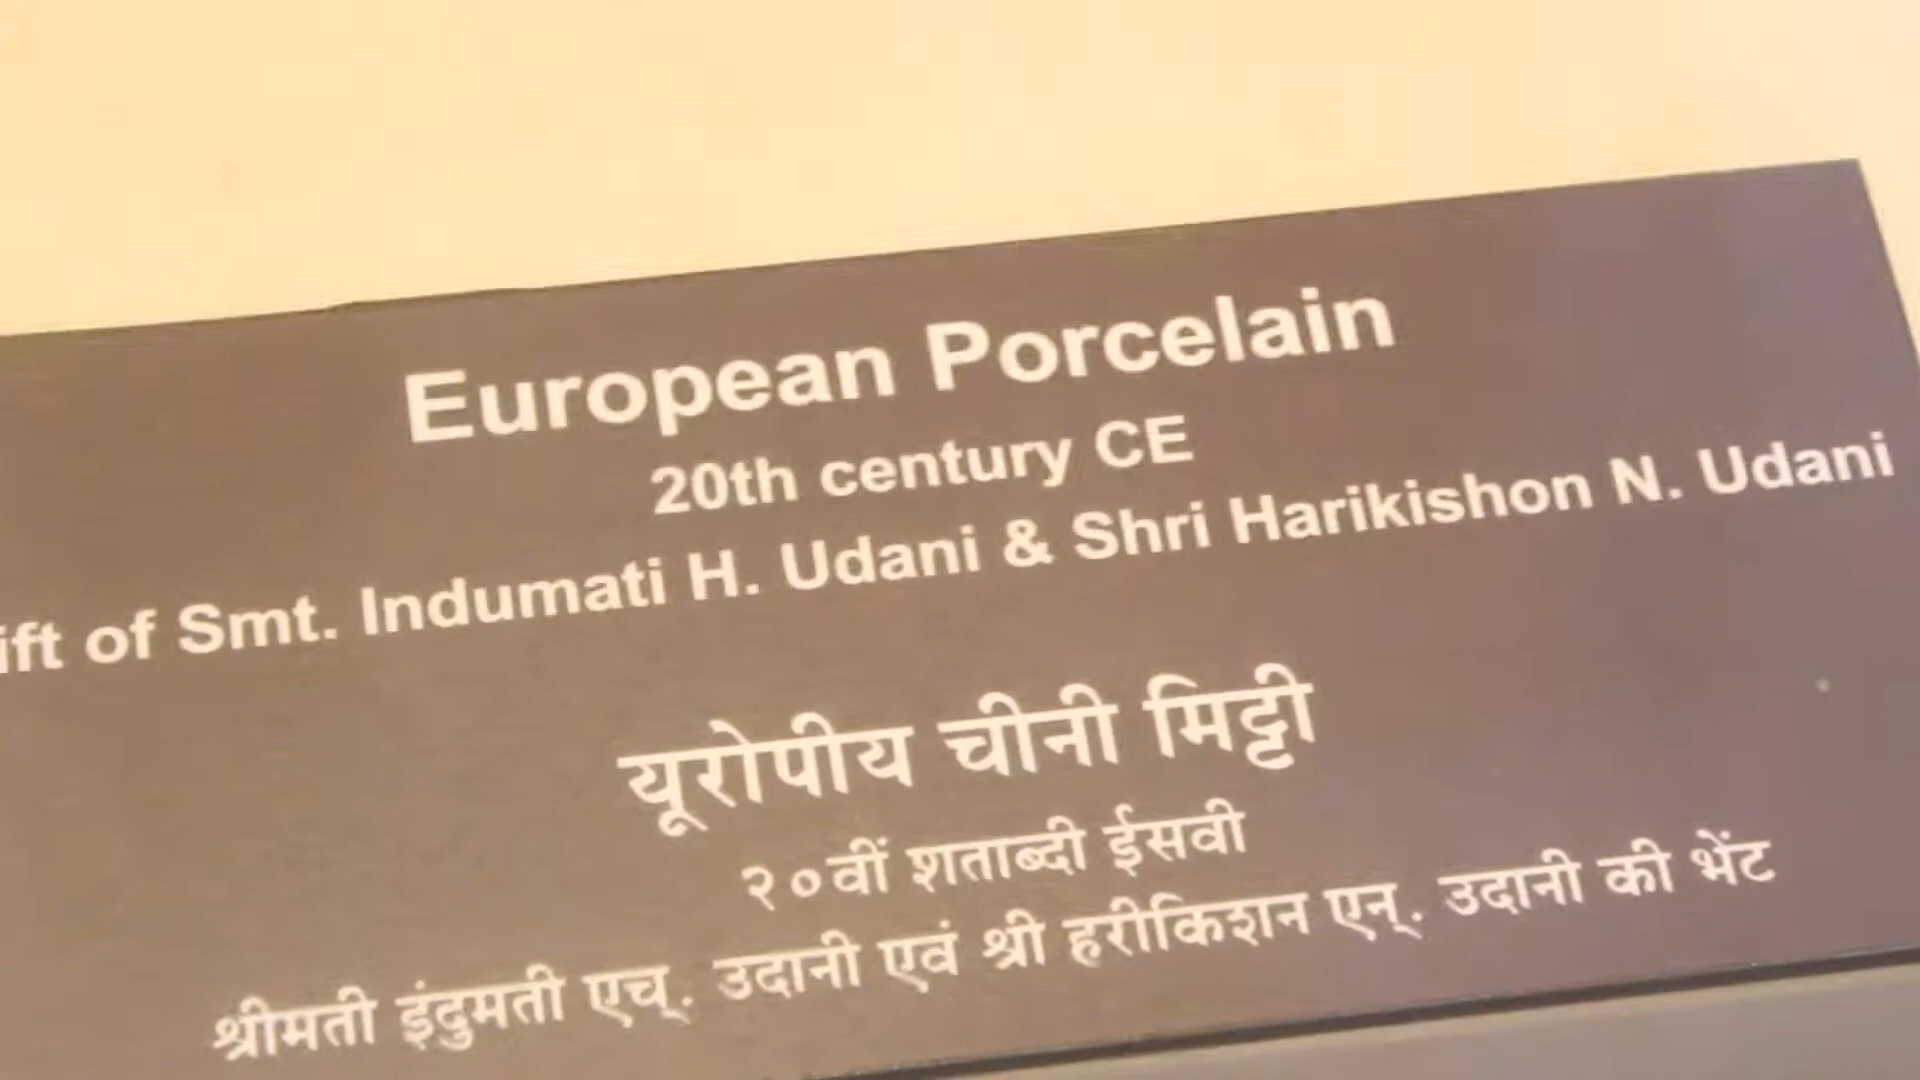 European Porcelain
20th century CE
ift of Smt. Indumati H. Udani & Shri Harikishon N. Udani
यूरोपीय चीनी मिट्टी
२०वीं शताब्दी ईसवी
श्रीमती इंदुमती एच्. उदानी एवं श्री हरीकिशन एन्. उदानी की भेंट